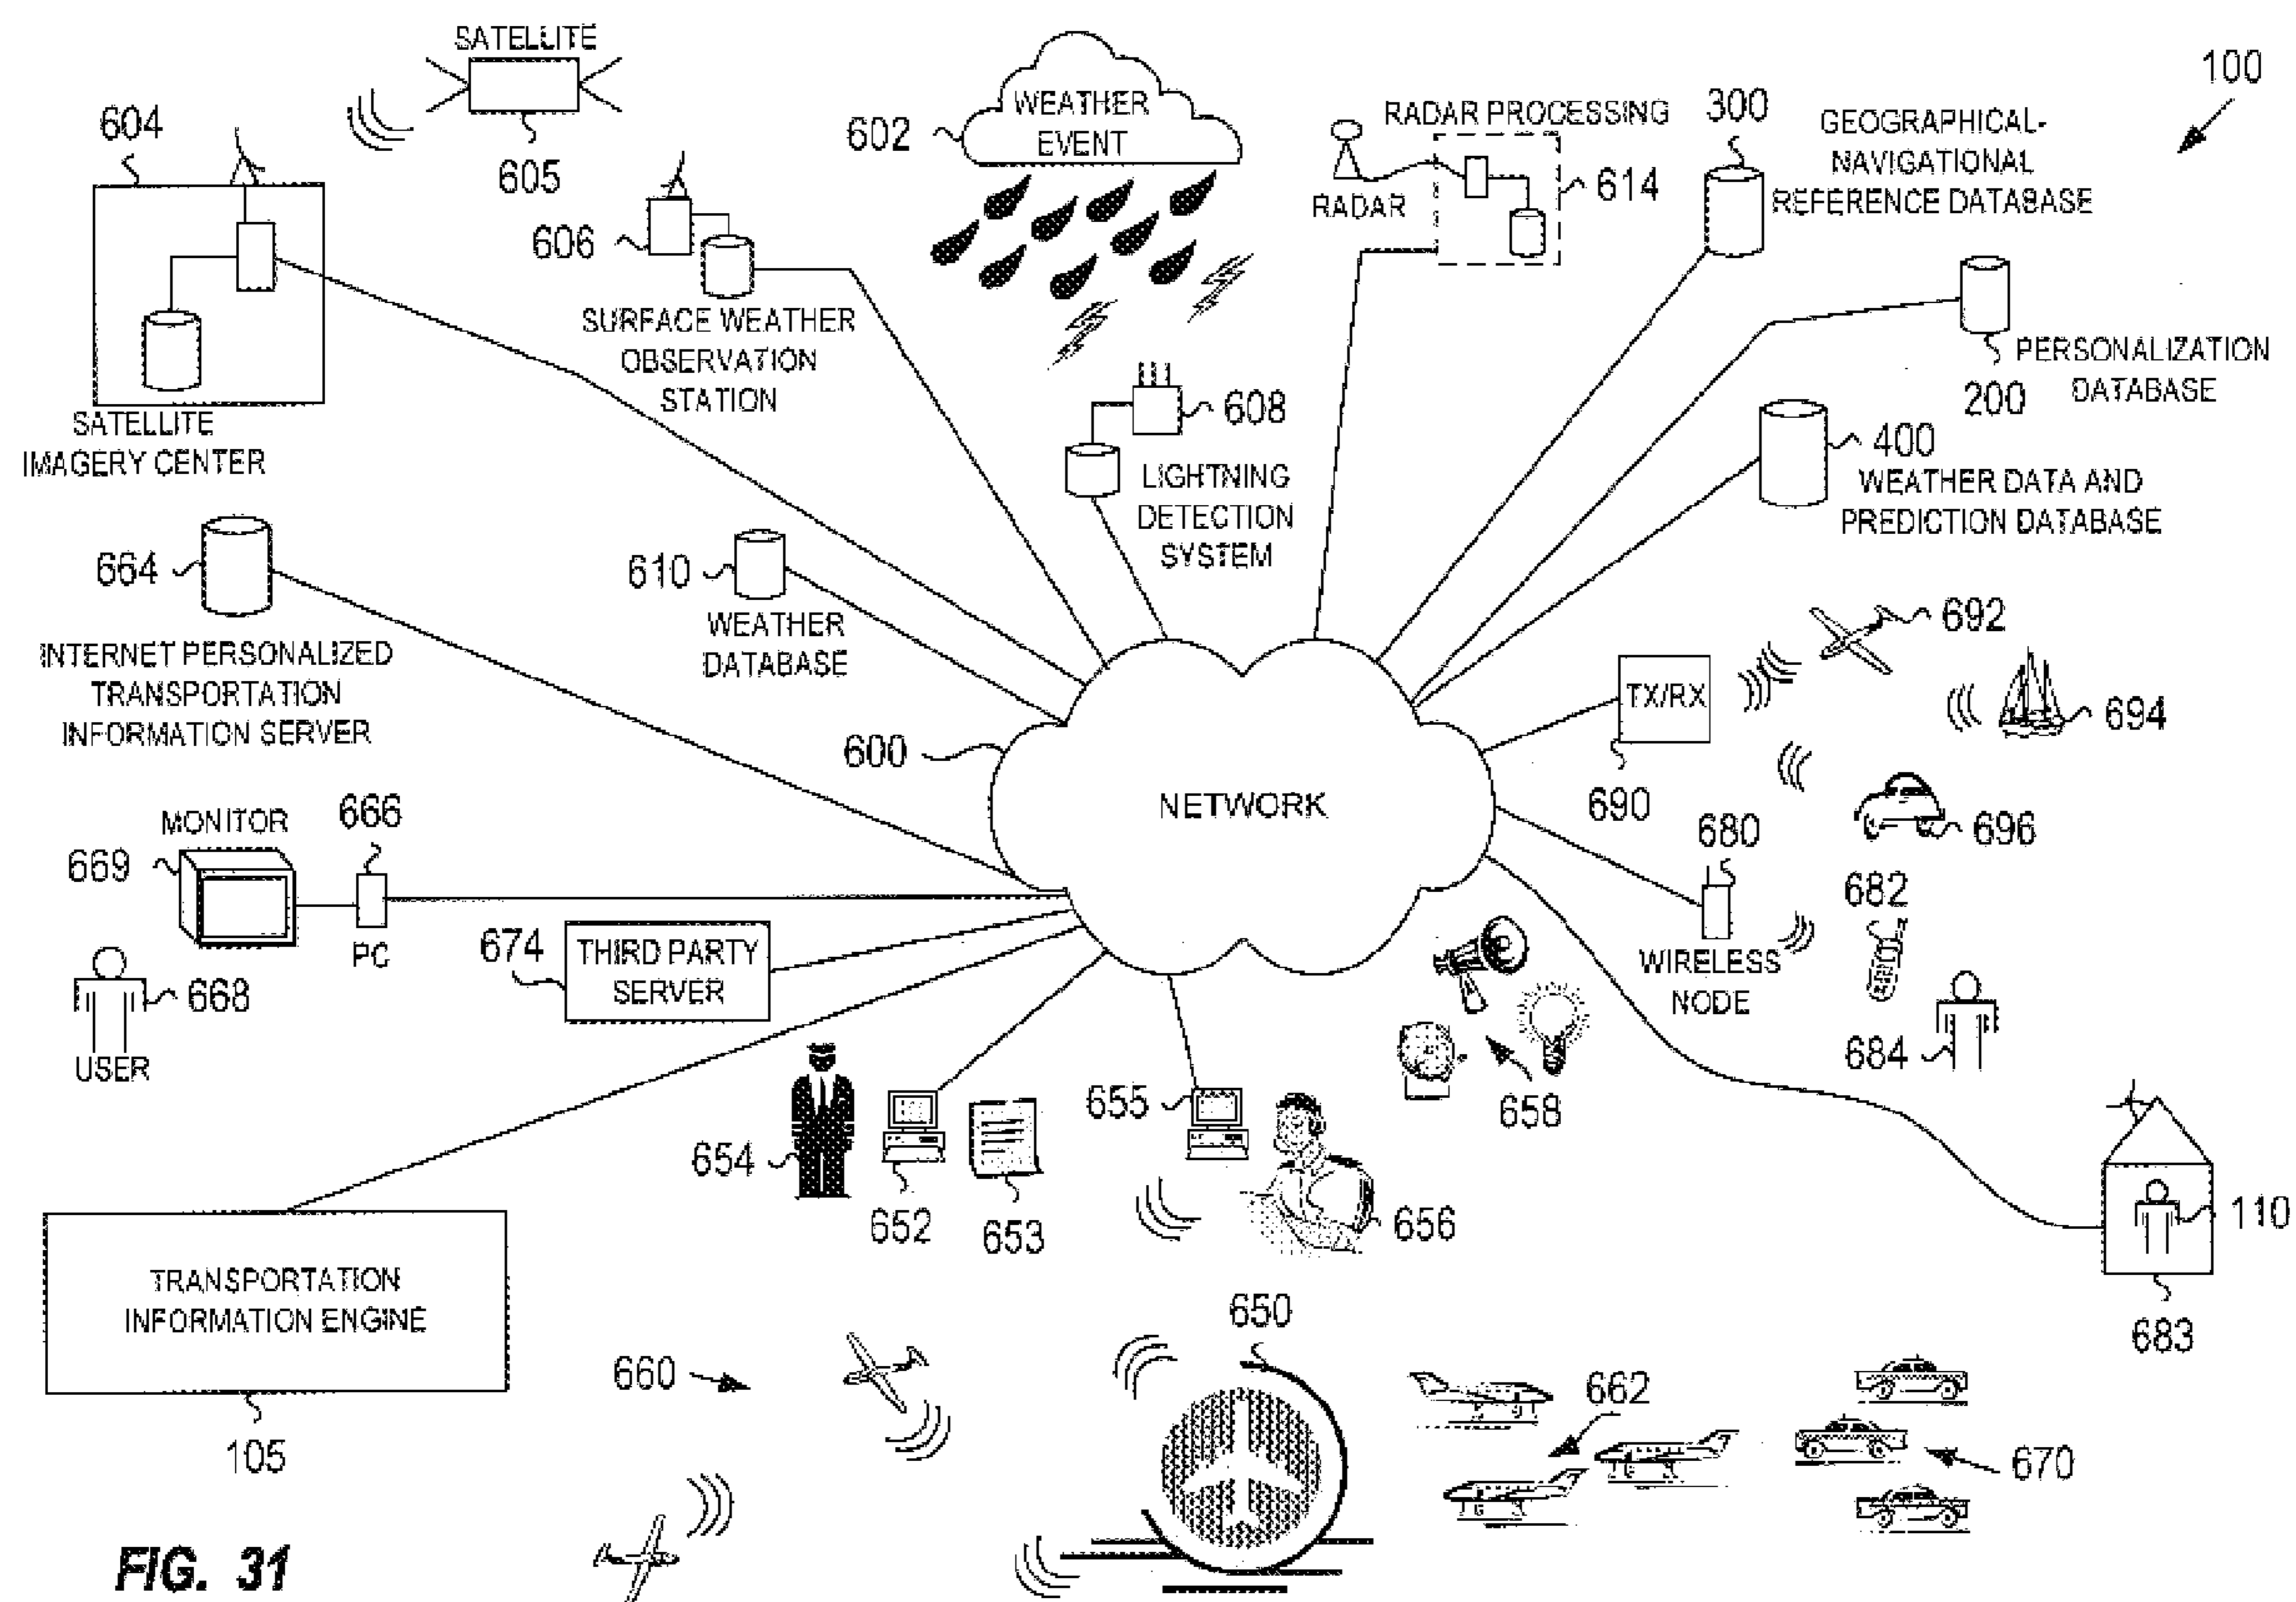 SATELLITE
605
604
SATELLITE
IMAGERY CENTER
606
SURFACE WEATHER
OBSERVATION
STATION
602
WEATHER
EVENT
RADAR PROCESSING
RADAR
614
300
GEOGRAPHICAL-
NAVIGATIONAL
REFERENCE DATABASE
100
200
PERSONALIZATION
DATABASE
400
WEATHER DATA AND
PREDICTION DATABASE
608
LIGHTNING
DETECTION
SYSTEM
664
INTERNET PERSONALIZED
TRANSPORTATION
INFORMATION SERVER
610
WEATHER
DATABASE
600
NETWORK
TX/RX
690
692
694
696
MONITOR
669
666
PC
668
USER
674
THIRD PARTY
SERVER
680
WIRELESS
NODE
682
684
658
654
652
653
655
656
110
683
TRANSPORTATION
INFORMATION ENGINE
105
660
650
662
670
FIG. 31